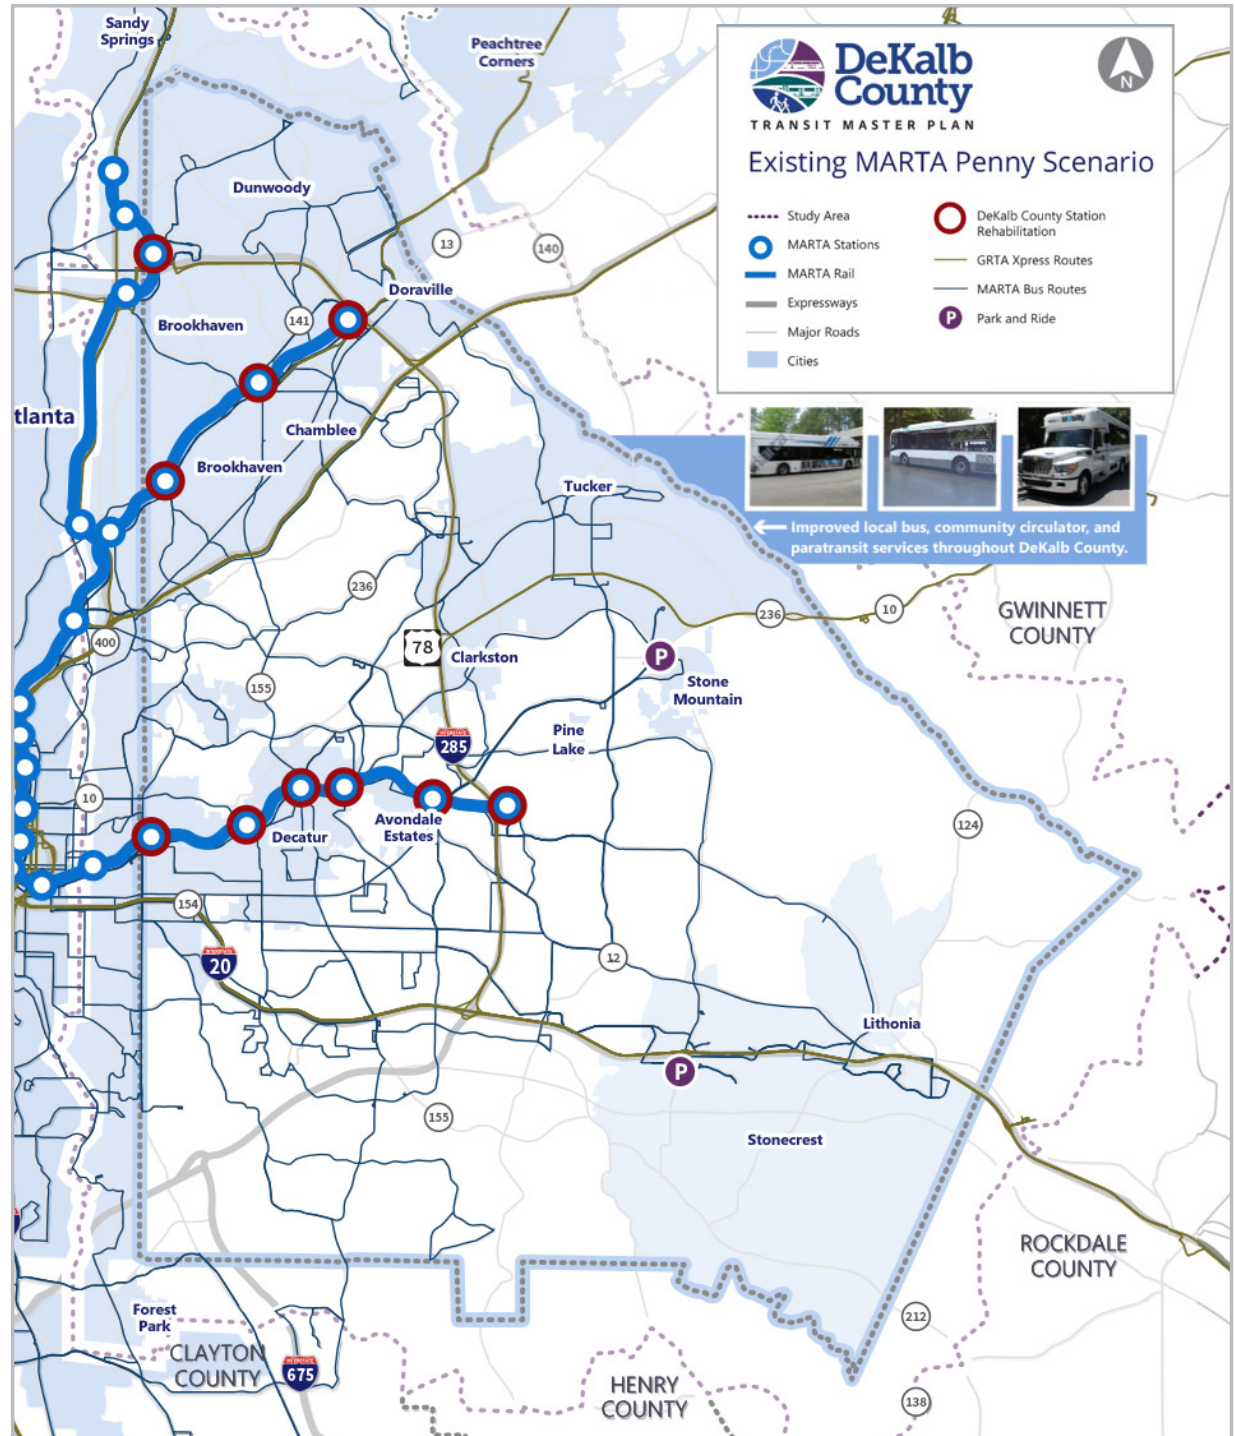 Sandy
Springs
Peachtree
Corners
DeKalb
County
TRANSIT MASTER PLAN
N
Existing MARTA Penny Scenario
Study Area
MARTA Stations
MARTA Rail
Expressways
Major Roads
Cities
DeKalb County Station
Rehabilitation
GRTA Xpress Routes
MARTA Bus Routes
P
Park and Ride
Dunwoody
13
140
Doraville
Brookhaven
141
tlanta
Chamblee
Brookhaven
Tucker
Improved local bus, community circulator, and
paratransit services throughout DeKalb County.
236
236
10
GWINNETT
COUNTY
400
78
Clarkston
P
155
Stone
Mountain
Pine
Lake
INTERSTATE
285
10
Avondale
Estates
Decatur
124
154
INTERSTATE
20
12
Lithonia
P
155
Stonecrest
ROCKDALE
COUNTY
Forest
Park
CLAYTON
COUNTY
INTERSTATE
675
212
HENRY
COUNTY
138